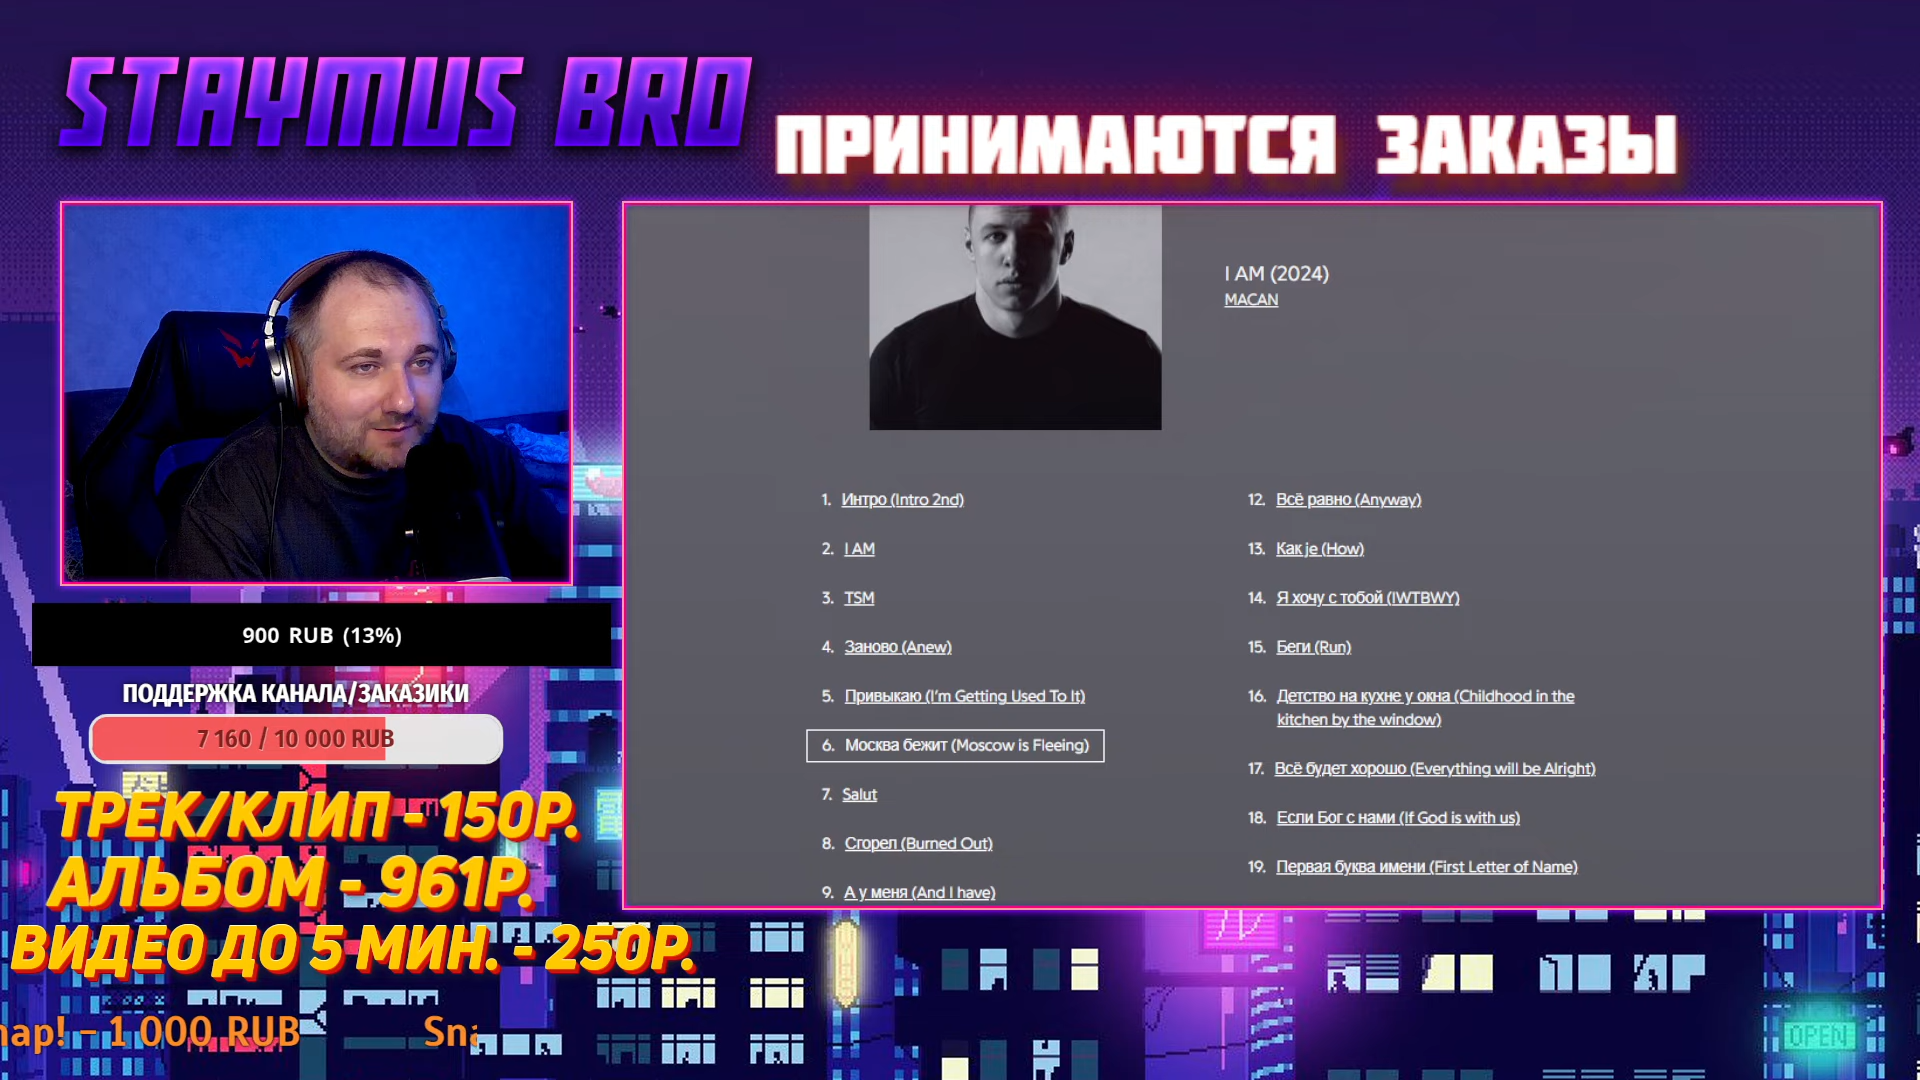 STAYMUS BRO
ПРИНИМАЮТСЯ ЗАКАЗЫ
I AM (2024)
MACAN
1. Интро (Intro 2nd)
2. I AM
3. TSM
4. Заново (Anew)
5. Привыкаю (I'm Getting Used To It)
6. Москва бежит (Moscow is Fleeing)
7. Salut
8. Сгорел (Burned Out)
9. А у меня (And I have)
12. Всё равно (Anyway)
13. Как je (How)
14. Я хочу с тобой (IWTBWY)
15. Беги (Run)
16. Детство на кухне у окна (Childhood in the
kitchen by the window)
17. Всё будет хорошо (Everything will be Alright)
18. Если Бог с нами (If God is with us)
19. Первая буква имени (First Letter of Name)
900 RUB (13%)
ПОДДЕРЖКА КАНАЛА/ЗАКАЗИКИ
7 160 / 10 000 RUB
ТРЕК/КЛИП - 150Р.
АЛЬБОМ - 961Р.
ВИДЕО ДО 5 МИН. - 250Р.
nap! – 1 000 RUB Sna
OPEN